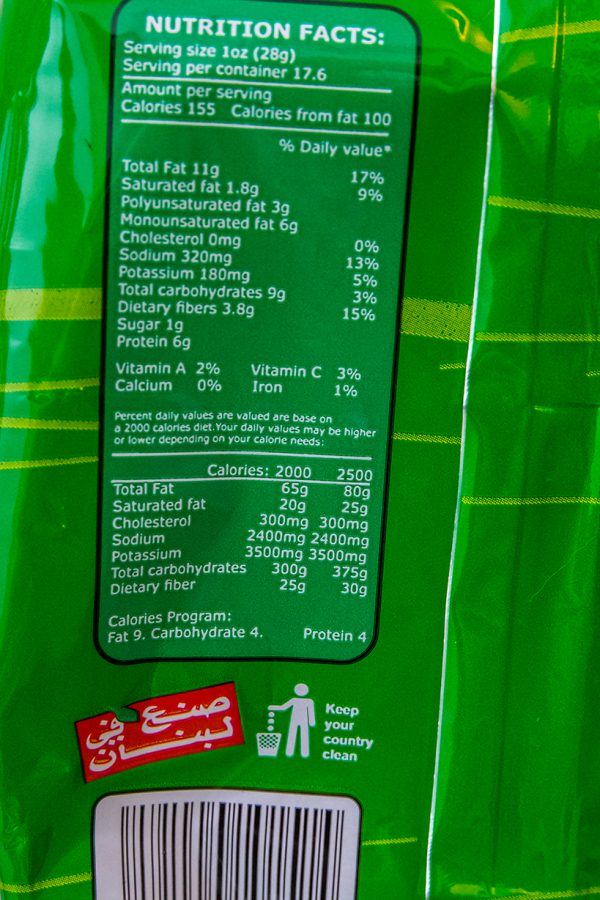 NUTRITION FACTS:
Serving size 1oz (28g)
Serving per container 17.6
Amount per serving
Calories 155 Calories from fat 100
% Daily value*
Total Fat 11g 17%
Saturated fat 1.8g 9%
Polyunsaturated fat 3g
Monounsaturated fat 6g
Cholesterol 0mg 0%
Sodium 320mg 13%
Potassium 180mg 5%
Total carbohydrates 9g 3%
Dietary fibers 3.8g 15%
Sugar 1g
Protein 6g
Vitamin A 2% Vitamin C 3%
Calcium 0% Iron 1%
Percent daily values are valued are base on
a 2000 calories diet.Your daily values may be higher
or lower depending on your calorie needs:
Calories: 2000 2500
Total Fat 65g 80g
Saturated fat 20g 25g
Cholesterol 300mg 300mg
Sodium 2400mg 2400mg
Potassium 3500mg 3500mg
Total carbohydrates 300g 375g
Dietary fiber 25g 30g
Calories Program:
Fat 9. Carbohydrate 4. Protein 4
صنع في
لبنان
Keep
your
country
clean